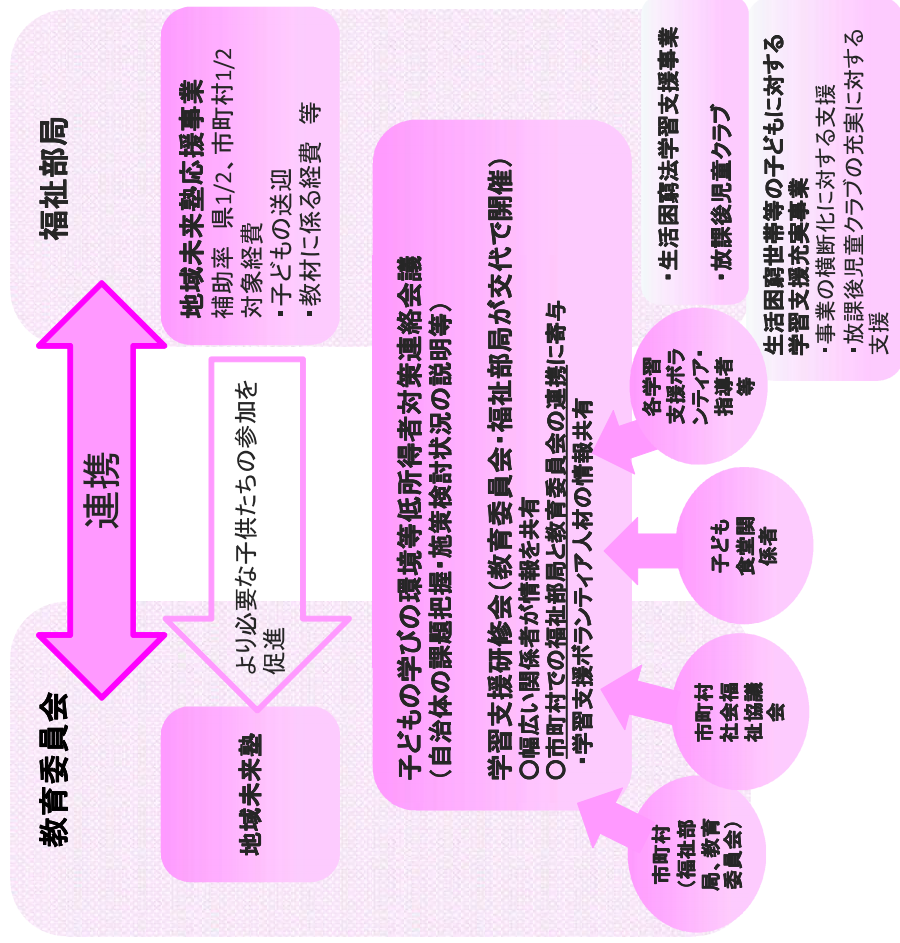 教育委員会
福祉部局
連携
地域未来塾
より必要な子供たちの参加を
促進
地域未来塾応援事業
補助率　県1/2、市町村1/2
対象経費
・子どもの送迎
・教材に係る経費　等
子どもの学びの環境等低所得者対策連絡会議
（自治体の課題把握・施策検討状況の説明等）
学習支援研修会（教育委員会・福祉部局が交代で開催）
○幅広い関係者が情報を共有
○市町村での福祉部局と教育委員会の連携に寄与
・学習支援ボランティア人材の情報共有
市町村
（福祉部
局、教育
委員会）
市町村
社会福
祉協議
会
子ども
食堂関
係者
各学習
支援ボラ
ンティア・
指導者
等
・生活困窮法学習支援事業
・放課後児童クラブ
生活困窮世帯等の子どもに対する
学習支援充実事業
・事業の横断化に対する支援
・放課後児童クラブの充実に対する
支援